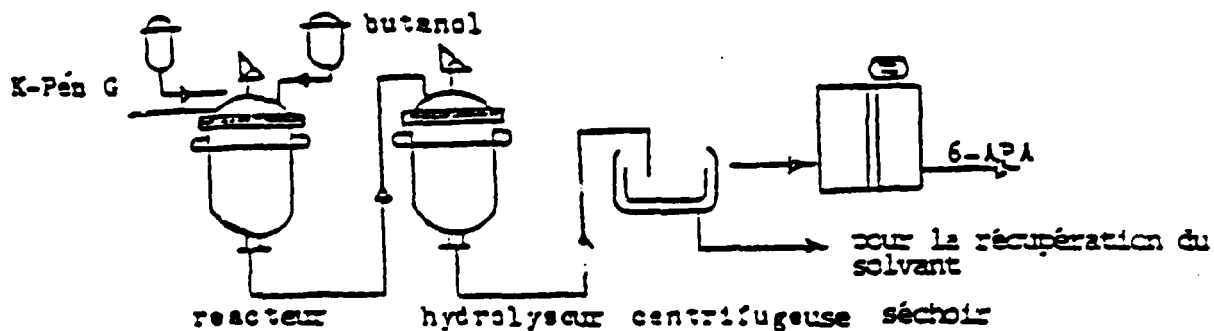 butanol
K-Pén G
6-APA
pour la récupération du
solvant
reacteur hydrolyseur centrifugeuse séchoir